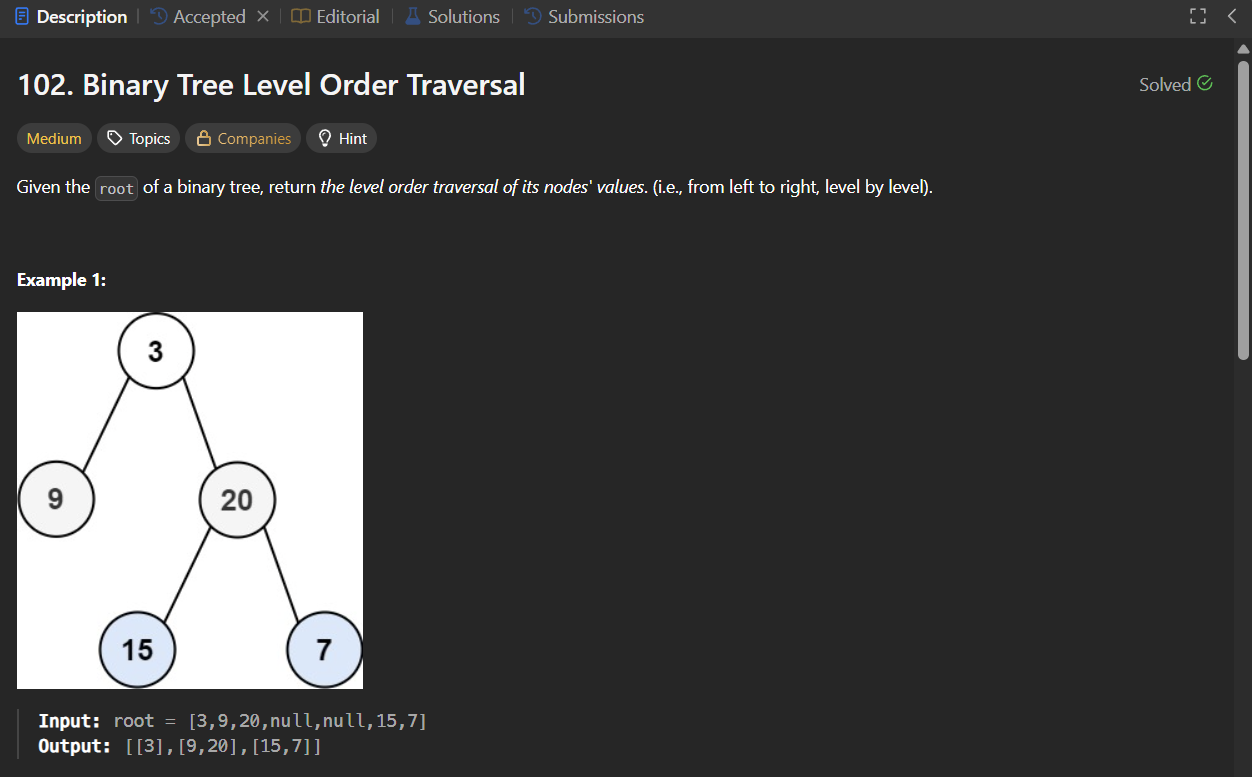 Description Accepted Editorial Solutions Submissions
102. Binary Tree Level Order Traversal
Solved
Medium Topics Companies Hint
Given the root of a binary tree, return the level order traversal of its nodes' values. (i.e., from left to right, level by level).
Example 1:
3
9 20
15 7
Input: root = [3,9,20,null,null,15,7]
Output: [[3],[9,20],[15,7]]